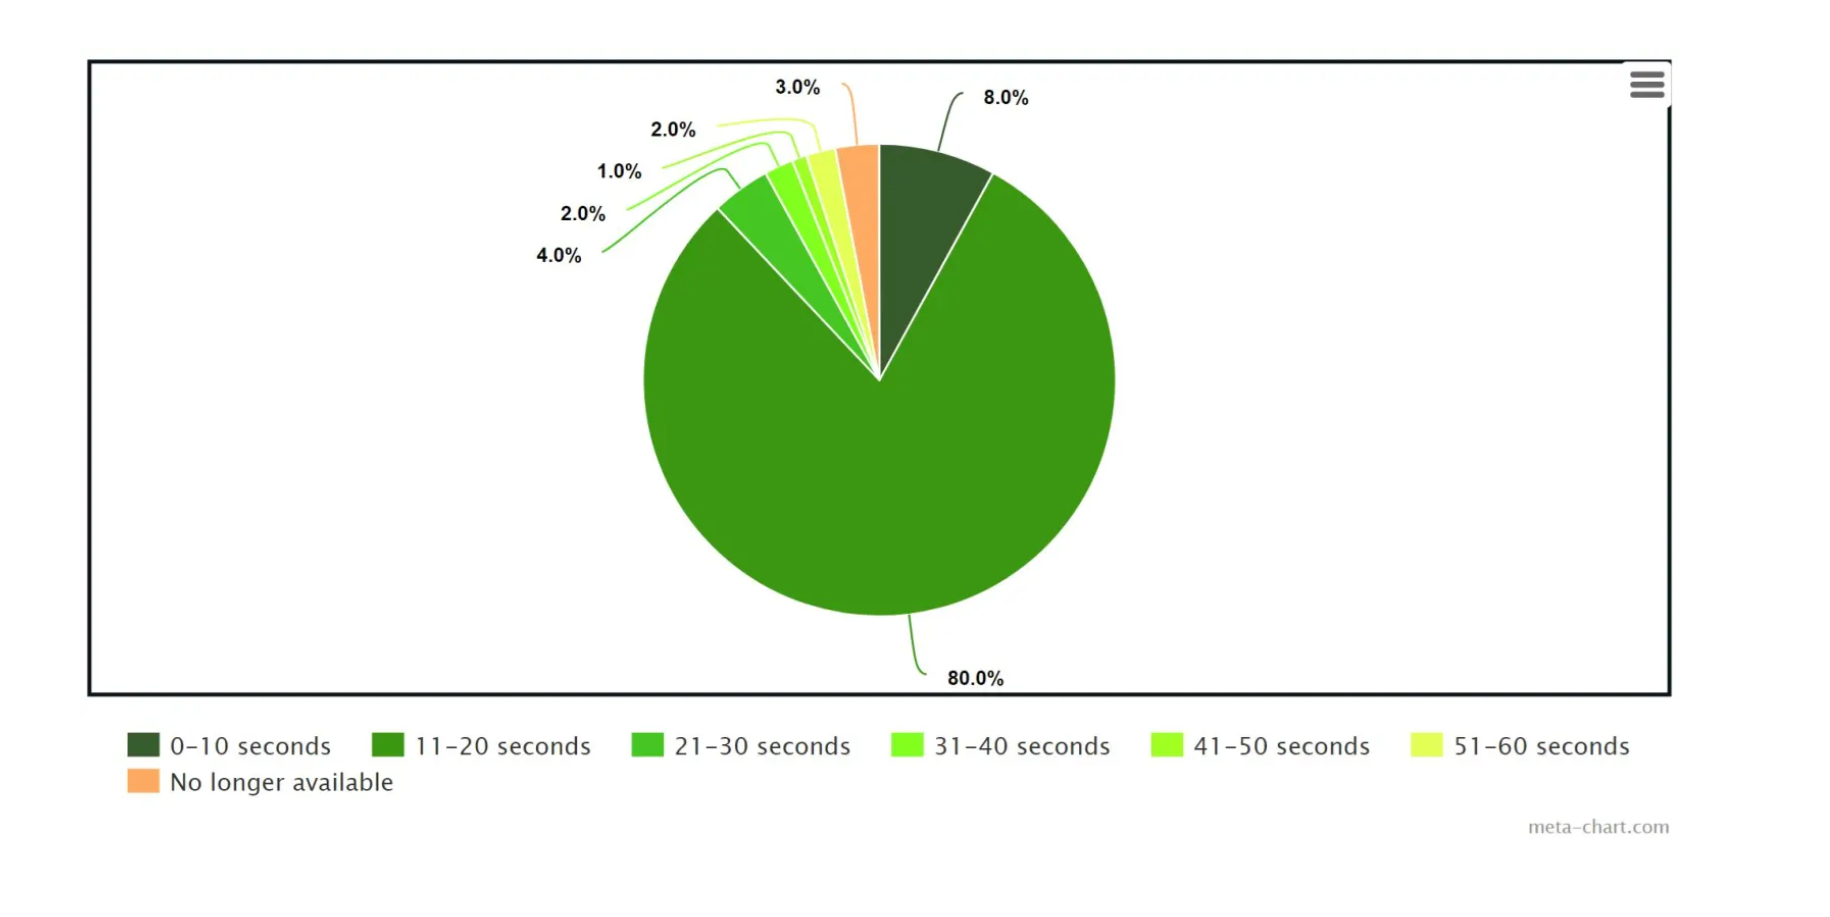 3.0%
8.0%
2.0%
1.0%
2.0%
4.0%
80.0%
0-10 seconds 11-20 seconds 21-30 seconds 31-40 seconds 41-50 seconds 51-60 seconds
No longer available
meta-chart.com